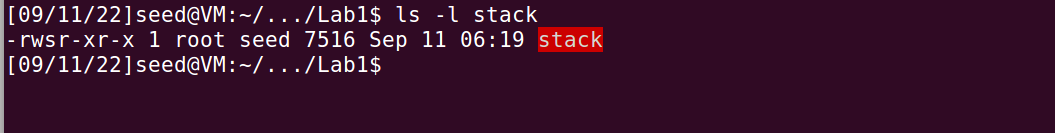 [09/11/22]seed@VM:~/.../Lab1$ ls -l stack
-rwsr-xr-x 1 root seed 7516 Sep 11 06:19 stack
[09/11/22]seed@VM:~/.../Lab1$